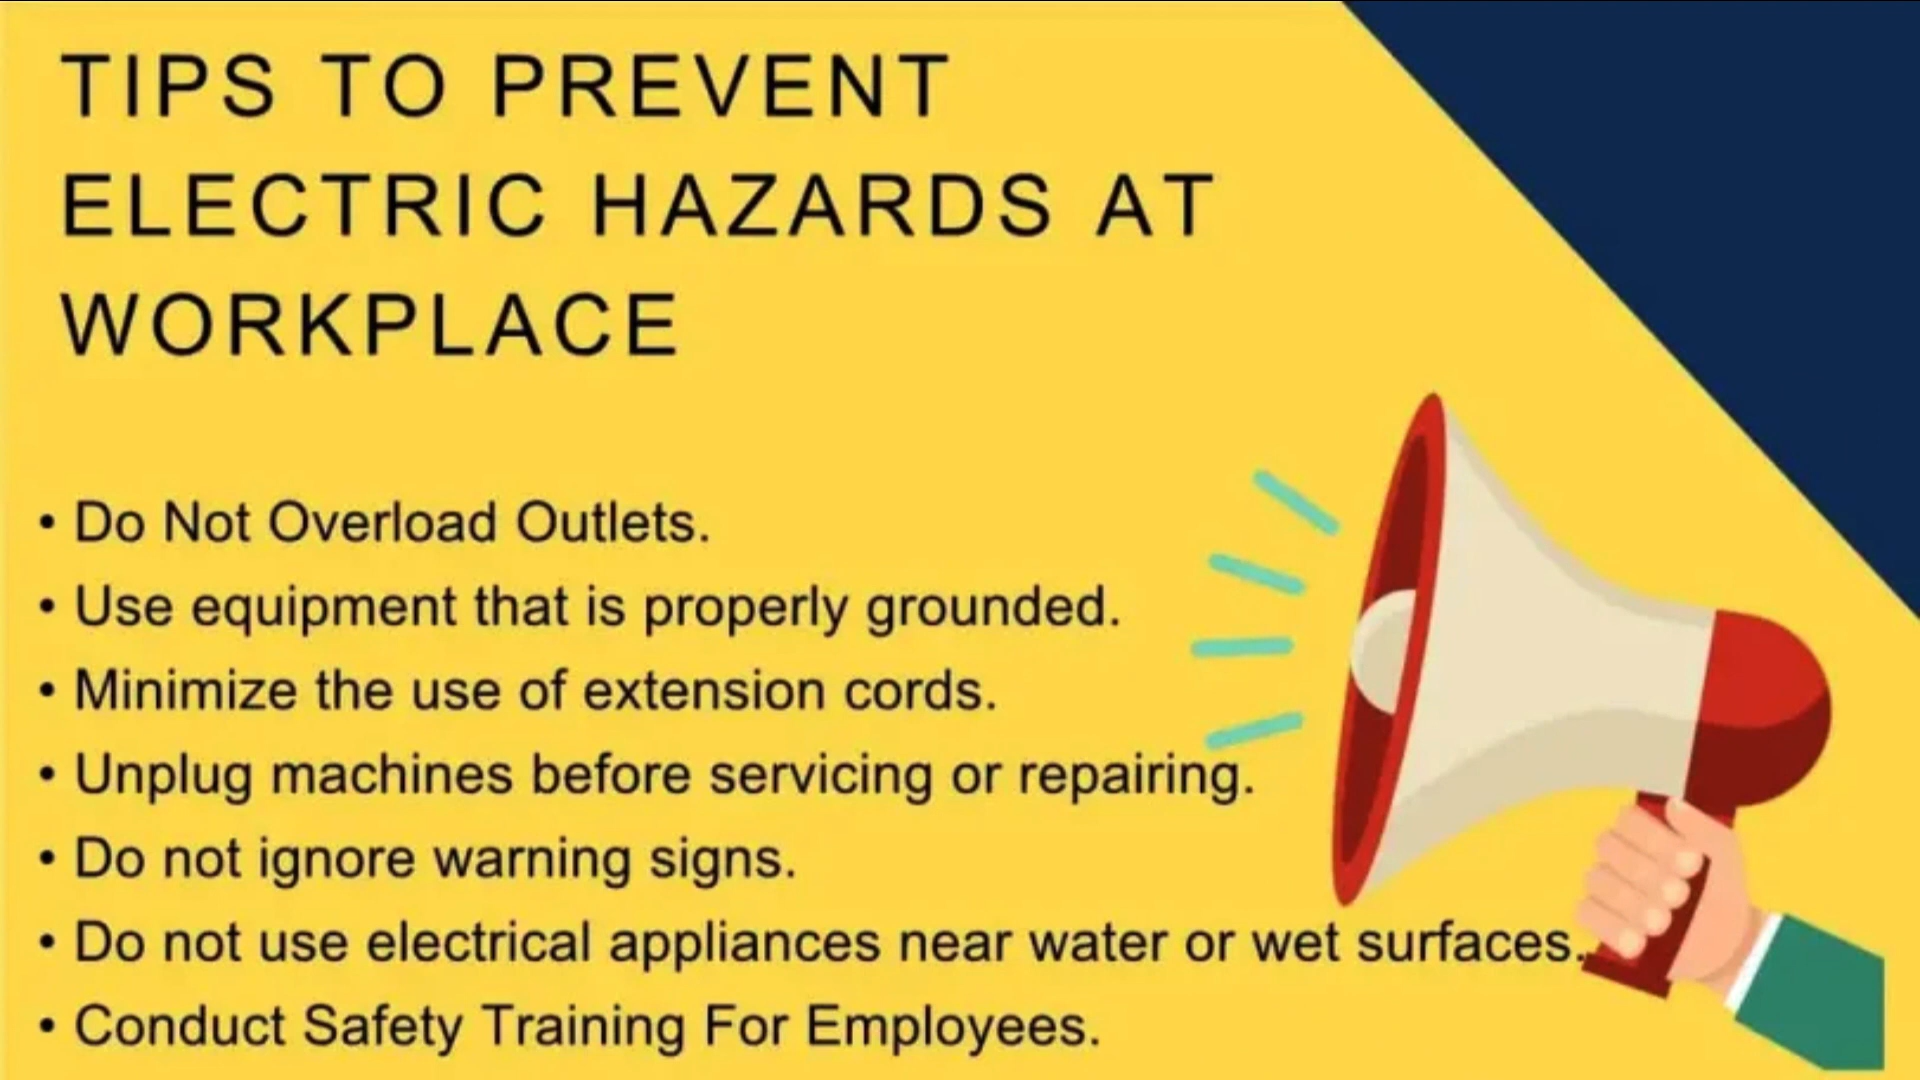 TIPS TO PREVENT
ELECTRIC HAZARDS AT
WORKPLACE
• Do Not Overload Outlets.
• Use equipment that is properly grounded.
• Minimize the use of extension cords.
• Unplug machines before servicing or repairing.
• Do not ignore warning signs.
• Do not use electrical appliances near water or wet surfaces.
• Conduct Safety Training For Employees.